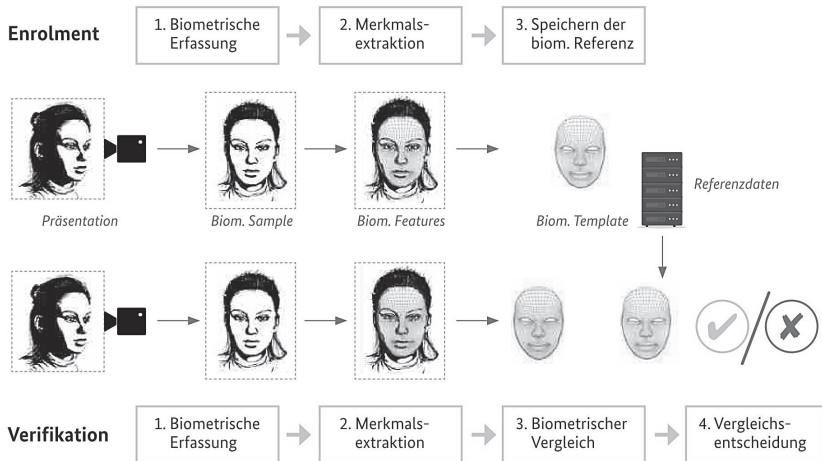 Enrolment
1. Biometrische
Erfassung
2. Merkmals-
extraktion
3. Speichern der
biom. Referenz
Präsentation
Biom. Sample
Biom. Features
Biom. Template
Referenzdaten
Verifikation
1. Biometrische
Erfassung
2. Merkmals-
extraktion
3. Biometrischer
Vergleich
4. Vergleichs-
entscheidung